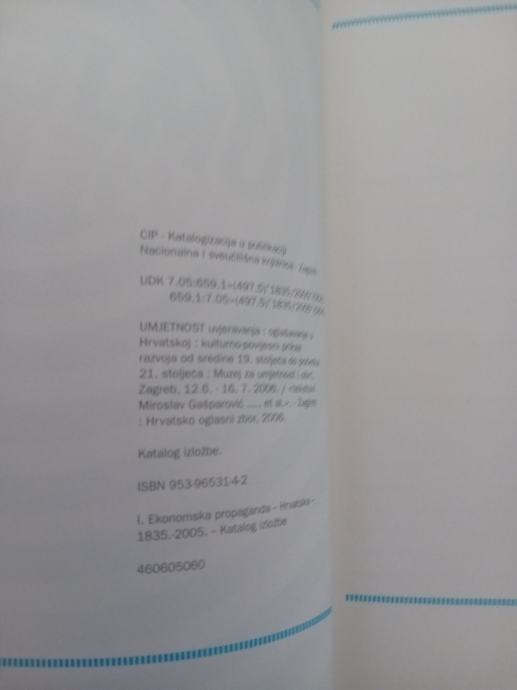 CIP - Katalogizacija u publikaciji
Nacionalna i sveučilišna knjižnica - Zagreb
UDK 7.05:659.1>(497.5)"1835/2005"(064)
659.1:7.05>(497.5)"1835/2005"(064)
UMJETNOST uvjeravanja : oglašavanje u
Hrvatskoj : kulturno-povijesni prikaz
razvoja od sredine 19. stoljeća do početka
21. stoljeća : Muzej za umjetnost i obrt,
Zagreb, 12.6. - 16. 7. 2006. /
Miroslav Gašparović .... et al.>. - Zagreb
: Hrvatsko oglasni zbor, 2006.
Katalog izložbe.
ISBN 953-96531-4-2
I. Ekonomska propaganda – Hrvatska –
1835.-2005. – Katalog izložbe
460605060